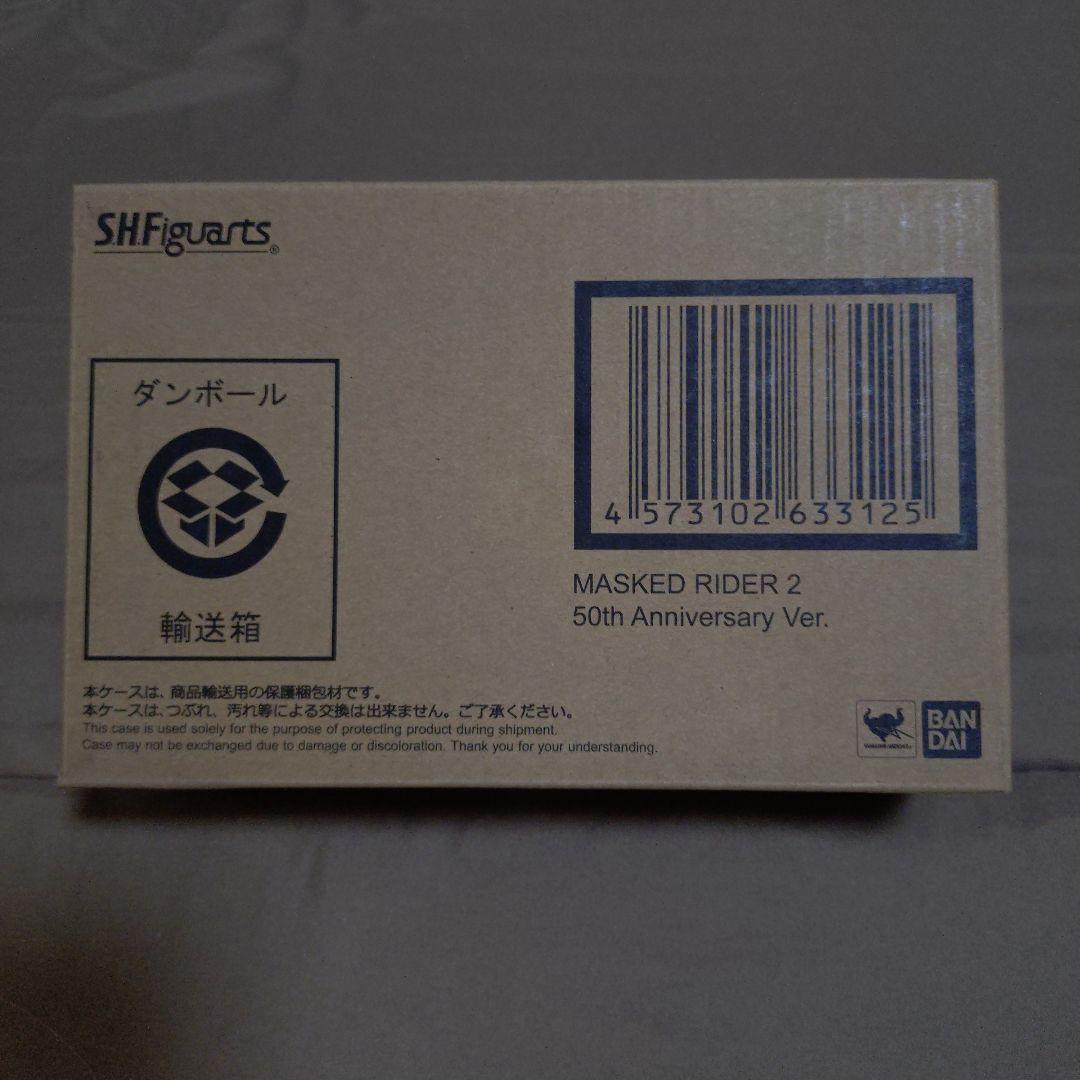 S.H.Figuarts®
ダンボール
輸送箱
4 573102 633125
MASKED RIDER 2
50th Anniversary Ver.
本ケースは、商品輸送用の保護梱包材です。
本ケースは、つぶれ、汚れ等による交換は出来ません。ご了承ください。
This case is used solely for the purpose of protecting product during shipment.
Case may not be exchanged due to damage or discoloration. Thank you for your understanding.
BAN
DAI